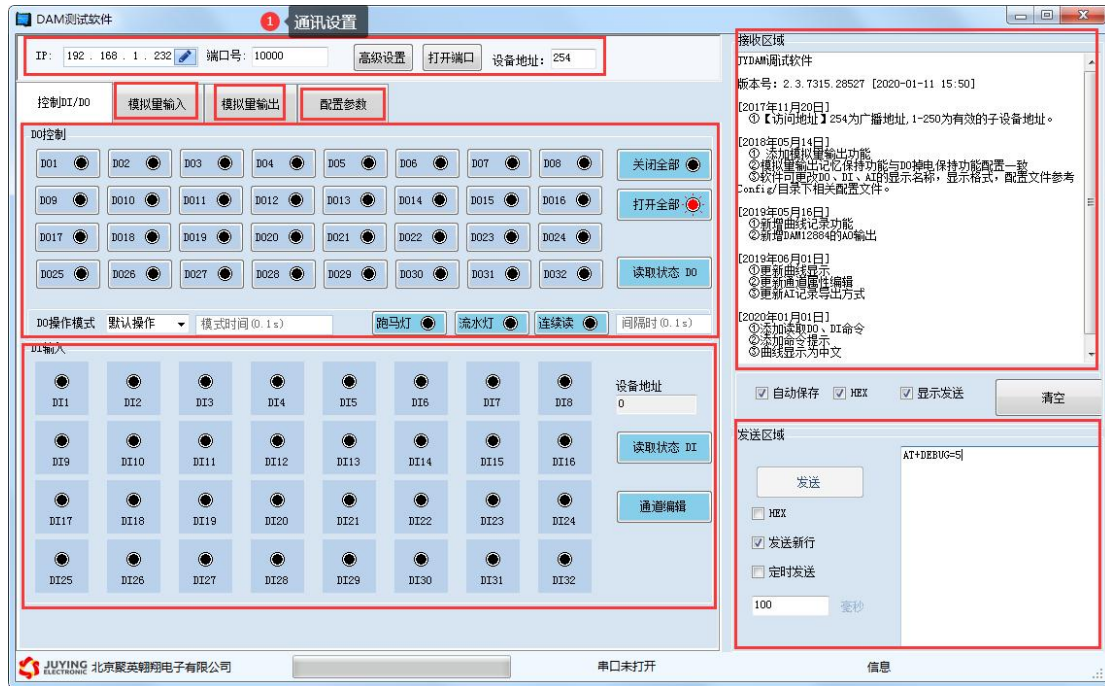 DAM测试软件
1 通讯设置
IP: 192 . 168 . 1 . 232 端口号: 10000 高级设置 打开端口 设备地址: 254
控制DI/DO 模拟里输入 模拟里输出 配置参数
DO控制
DO1 DO2 DO3 DO4 DO5 DO6 DO7 DO8 关闭全部
DO9 DO10 DO11 DO12 DO13 DO14 DO15 DO16 打开全部
DO17 DO18 DO19 DO20 DO21 DO22 DO23 DO24
DO25 DO26 DO27 DO28 DO29 DO30 DO31 DO32 读取状态 DO
DO操作模式 默认操作 模式时间(0.1s) 跑马灯 流水灯 连续读 间隔时(0.1s)
DI输入
DI1 DI2 DI3 DI4 DI5 DI6 DI7 DI8
设备地址
0
DI9 DI10 DI11 DI12 DI13 DI14 DI15 DI16 读取状态 DI
DI17 DI18 DI19 DI20 DI21 DI22 DI23 DI24 通道编辑
DI25 DI26 DI27 DI28 DI29 DI30 DI31 DI32
接收区域
JYDAM调试软件
版本号: 2.3.7315.28527 [2020-01-11 15:50]
[2017年11月20日]
①【访问地址】254为广播地址,1-250为有效的子设备地址。
[2018年05月14日]
① 添加模拟量输出功能
②模拟量输出记忆保持功能与DO掉电保持功能配置一致
③软件可更改DO、DI、AI的显示名称，显示格式，配置文件参考
Config/目录下相关配置文件。
[2019年05月16日]
①新增曲线记录功能
②新增DAM12884的AO输出
[2019年06月01日]
①更新曲线显示
②更新通道属性编辑
③更新AI记录导出方式
[2020年01月01日]
①添加读取DO、DI命令
②添加命令提示
③曲线显示为中文
自动保存 HEX 显示发送 清空
发送区域
AT+DEBUG=5
发送
HEX
发送新行
定时发送
100 毫秒
JUYING ELECTRONIC 北京聚英翱翔电子有限公司 串口未打开 信息